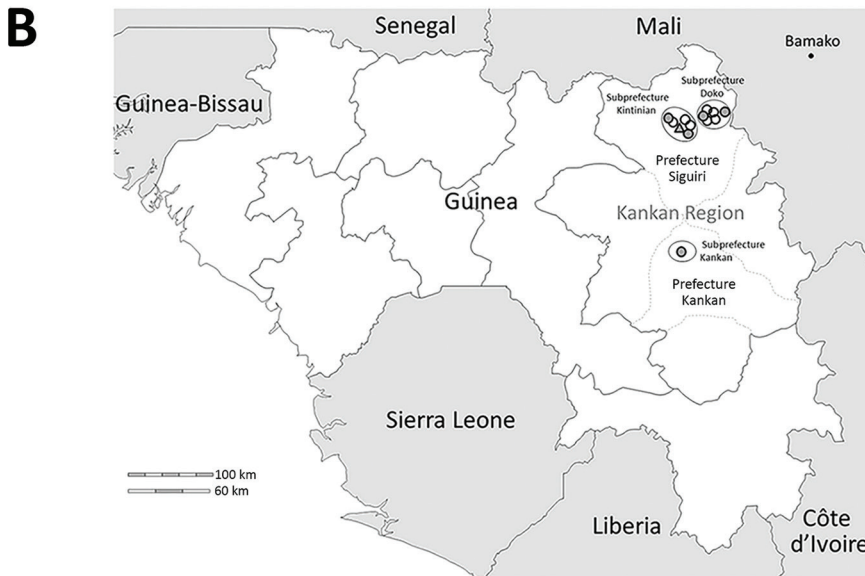 B
Senegal
Mali
Bamako
Subprefecture
Doko
Subprefecture
Kintinian
Guinea-Bissau
Prefecture
Siguiri
Guinea
Kankan Region
Subprefecture
Kankan
Prefecture
Kankan
Sierra Leone
100 km
60 km
Liberia
Côte
d'Ivoire